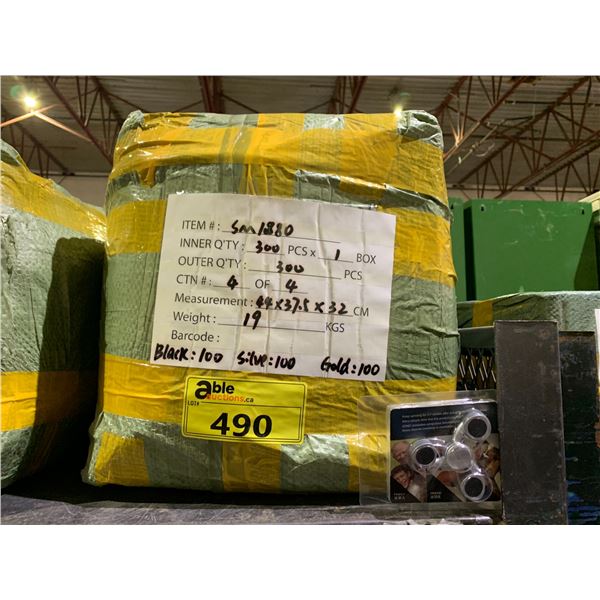 ITEM # : SM1880
INNER Q'TY : 300 PCS x 1 BOX
OUTER Q'TY : 300 PCS
CTN # : 4 OF 4
Measurement : 44x37.5x32 CM
Weight : 19 KGS
Barcode :
Black:100 Silve:100 Gold:100
able
auctions.ca
LOT#
490